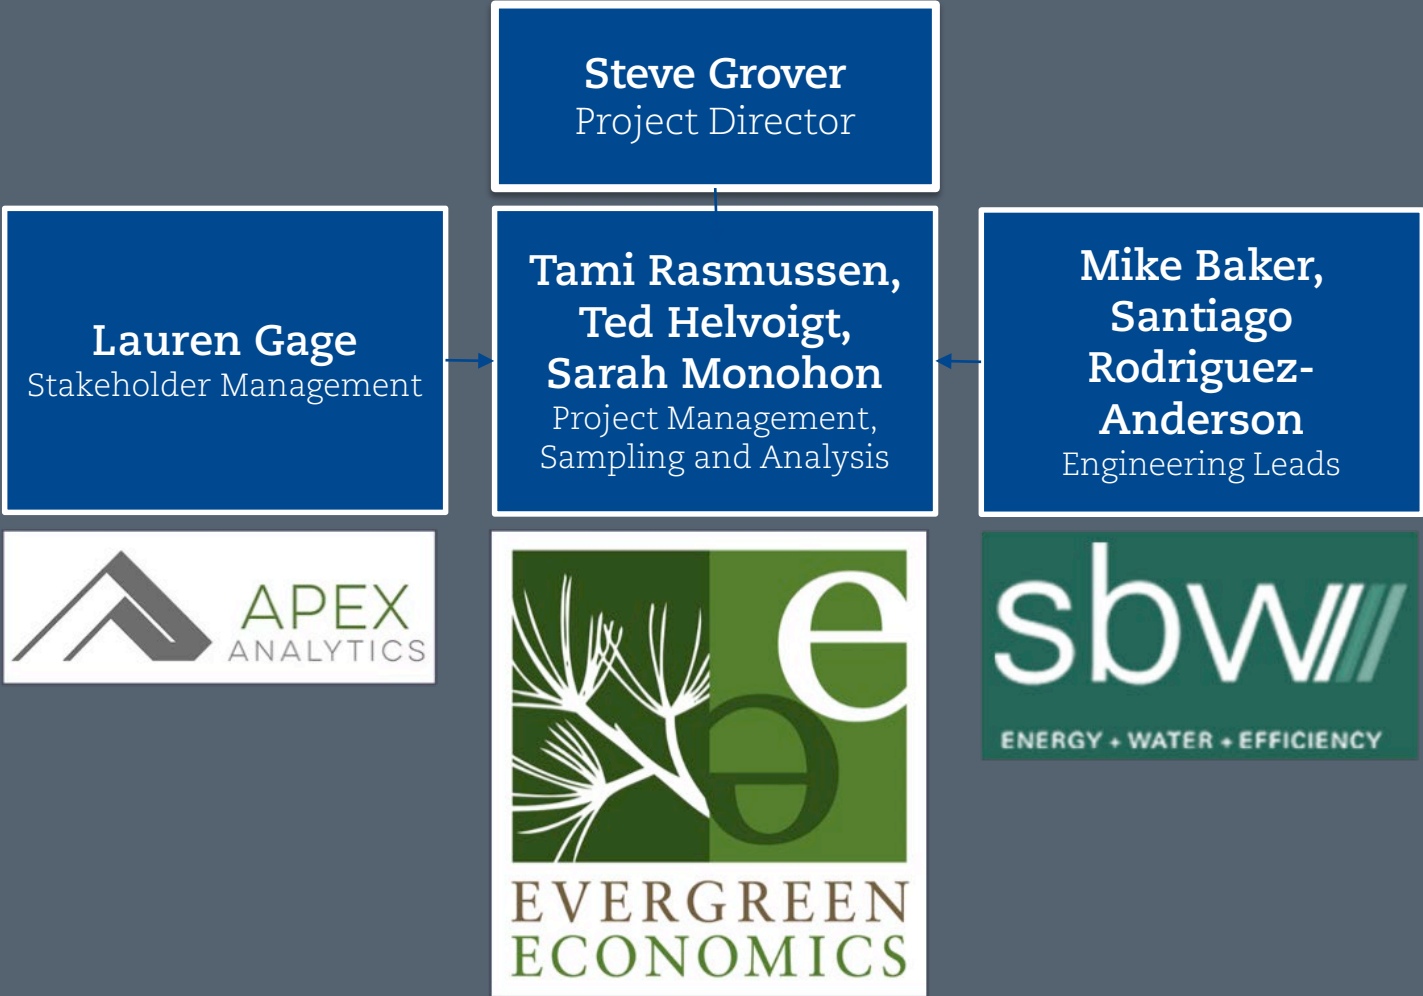 Steve Grover
Project Director
Lauren Gage
Stakeholder Management
Tami Rasmussen,
Ted Helvoigt,
Sarah Monohon
Project Management,
Sampling and Analysis
Mike Baker,
Santiago
Rodriguez-
Anderson
Engineering Leads
APEX
ANALYTICS
e
e
EVERGREEN
ECONOMICS
sbw
ENERGY + WATER + EFFICIENCY